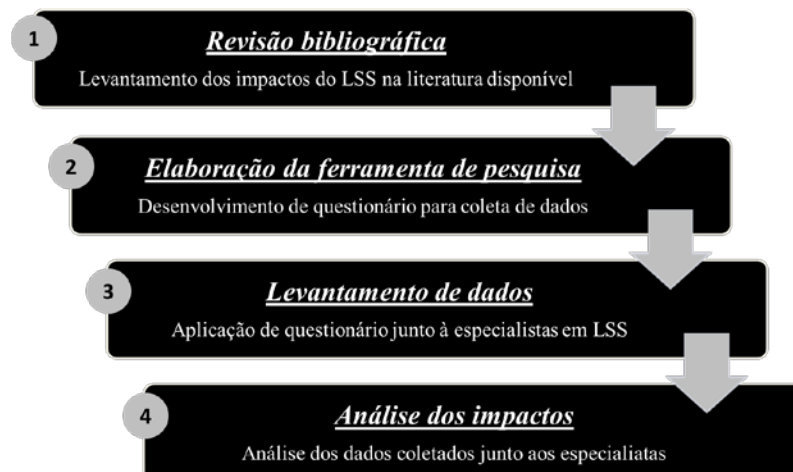 1
Revisão bibliográfica
Levantamento dos impactos do LSS na literatura disponível
2
Elaboração da ferramenta de pesquisa
Desenvolvimento de questionário para coleta de dados
3
Levantamento de dados
Aplicação de questionário junto à especialistas em LSS
4
Análise dos impactos
Análise dos dados coletados junto aos especialiatas